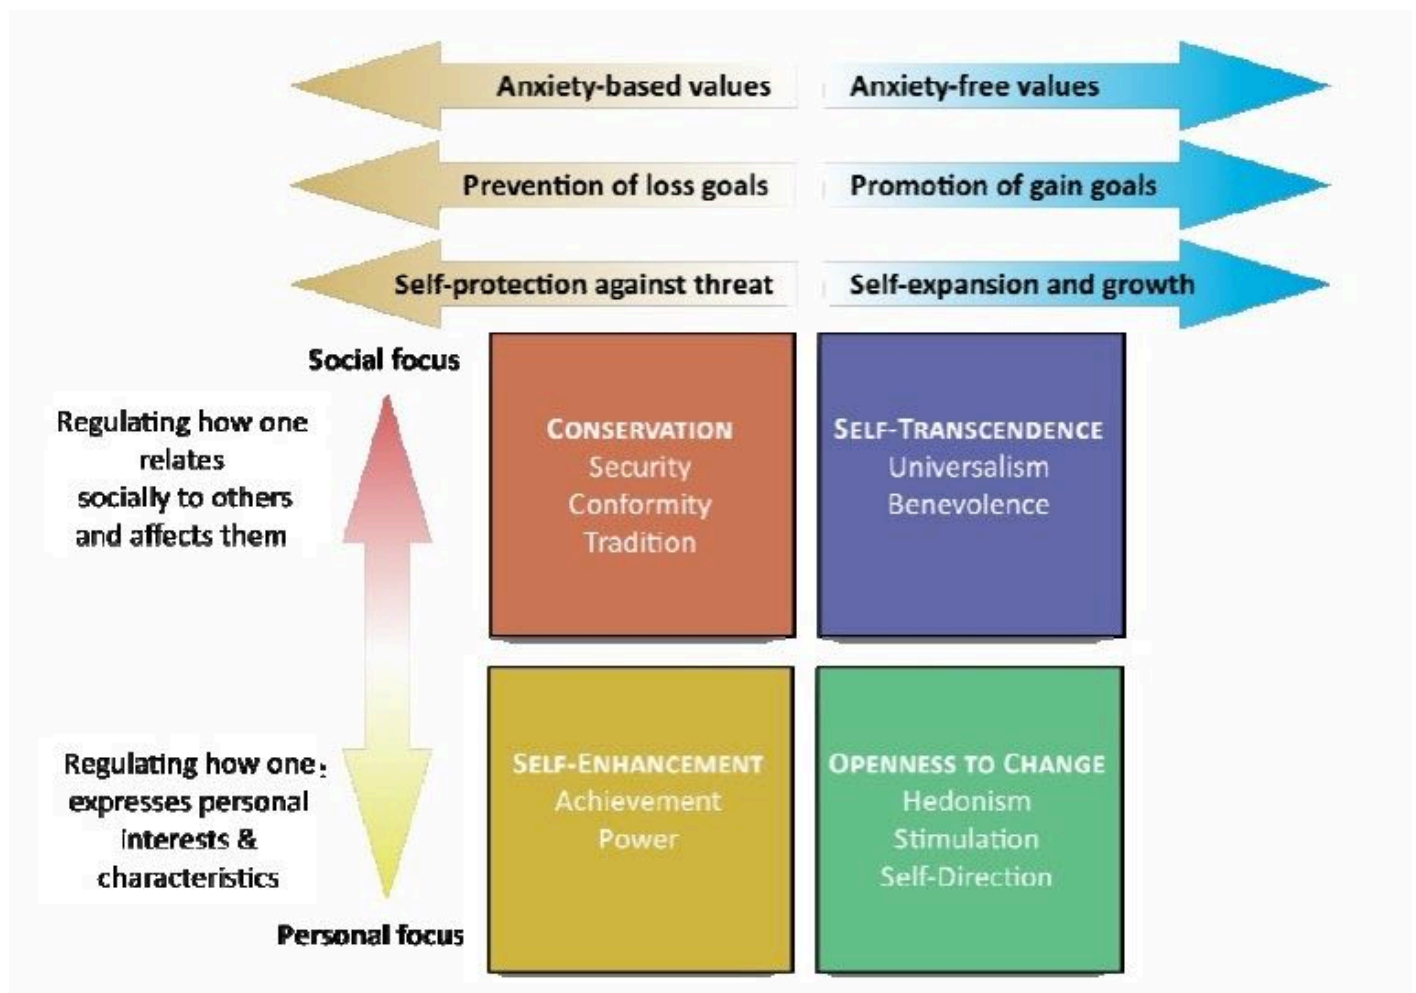 Anxiety-based values
Anxiety-free values
Prevention of loss goals
Promotion of gain goals
Self-protection against threat
Self-expansion and growth
Social focus
Regulating how one
relates
socially to others
and affects them
CONSERVATION
Security
Conformity
Tradition
SELF-TRANSCENDENCE
Universalism
Benevolence
Regulating how one:
expresses personal
interests &
characteristics
Personal focus
SELF-ENHANCEMENT
Achievement
Power
OPENNESS TO CHANGE
Hedonism
Stimulation
Self-Direction